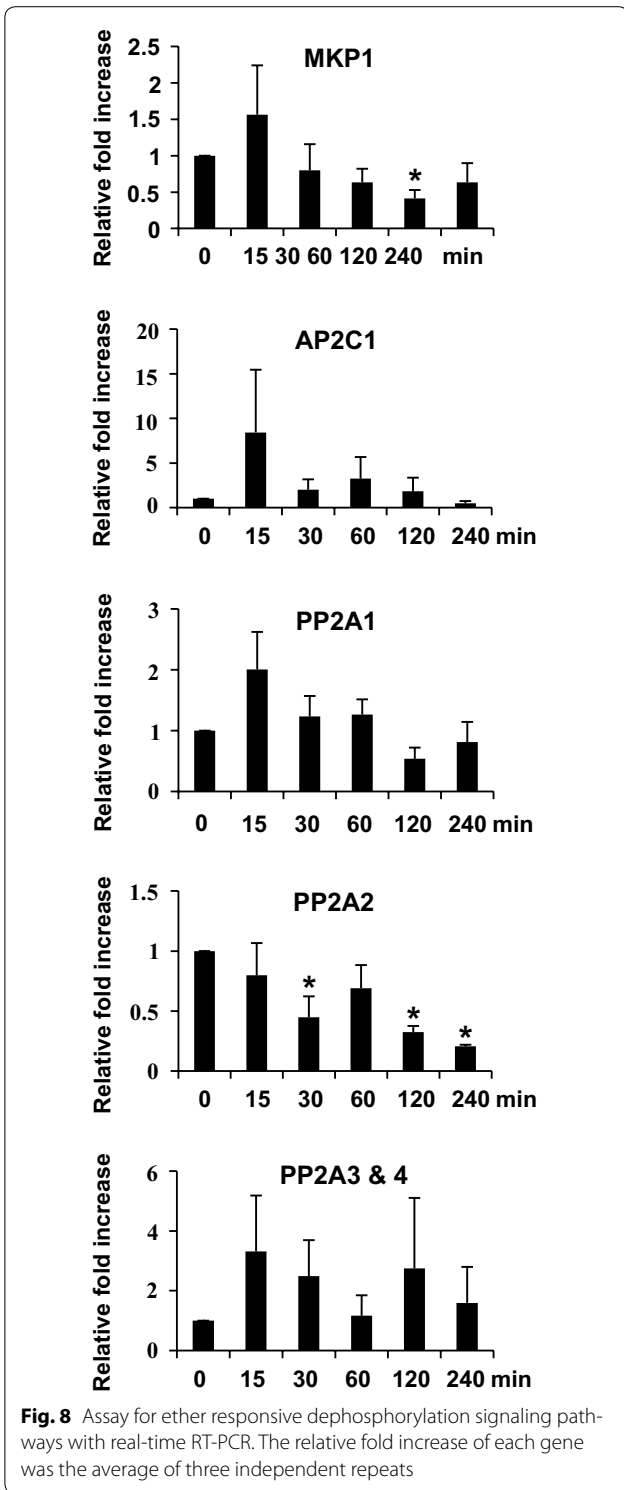 MKP1
Relative fold increase
2.5
2
1.5
1
0.5
0
*
0 15 30 60 120 240 min
AP2C1
Relative fold increase
20
15
10
5
0
0 15 30 60 120 240 min
PP2A1
Relative fold increase
3
2
1
0
0 15 30 60 120 240 min
PP2A2
Relative fold increase
1.5
1
0.5
0
* * *
0 15 30 60 120 240 min
PP2A3 & 4
Relative fold increase
6
4
2
0
0 15 30 60 120 240 min
Fig. 8 Assay for ether responsive dephosphorylation signaling path-
ways with real-time RT-PCR. The relative fold increase of each gene
was the average of three independent repeats